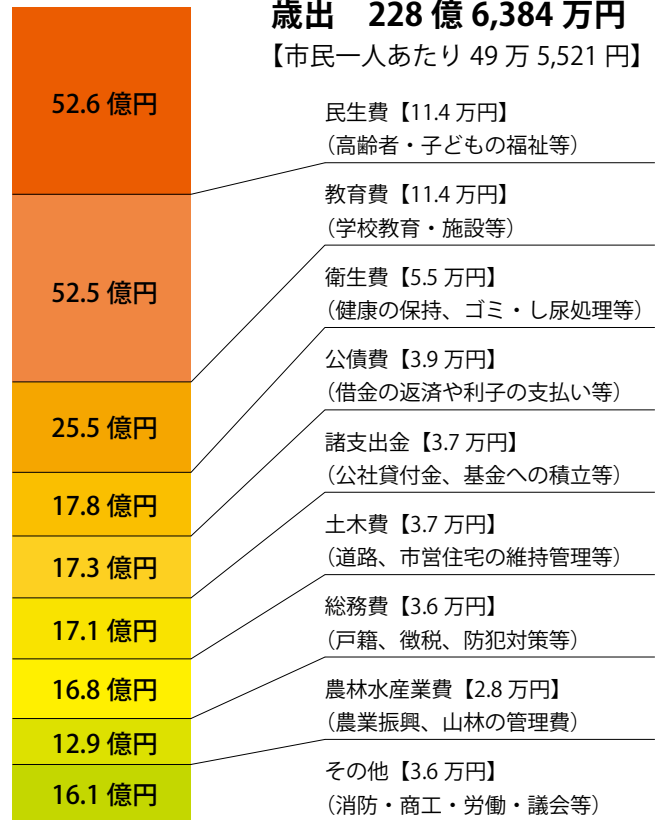 歳出　228 億 6,384 万円
【市民一人あたり 49 万 5,521 円】
52.6 億円
民生費【11.4 万円】
（高齢者・子どもの福祉等）
52.5 億円
教育費【11.4 万円】
（学校教育・施設等）
25.5 億円
衛生費【5.5 万円】
（健康の保持、ゴミ・し尿処理等）
17.8 億円
公債費【3.9 万円】
（借金の返済や利子の支払い等）
17.3 億円
諸支出金【3.7 万円】
（公社貸付金、基金への積立等）
17.1 億円
土木費【3.7 万円】
（道路、市営住宅の維持管理等）
16.8 億円
総務費【3.6 万円】
（戸籍、徴税、防犯対策等）
12.9 億円
農林水産業費【2.8 万円】
（農業振興、山林の管理費）
16.1 億円
その他【3.6 万円】
（消防・商工・労働・議会等）